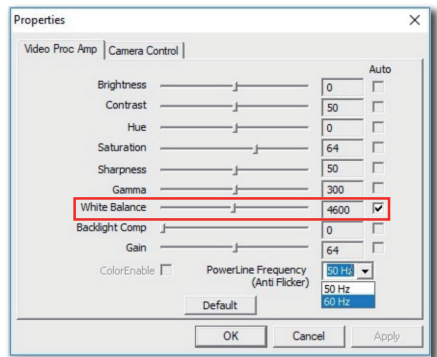 Properties
Video Proc Amp Camera Control
Auto
Brightness 0
Contrast 50
Hue 0
Saturation 64
Sharpness 50
Gamma 300
White Balance 4600
Backlight Comp 0
Gain 64
ColorEnable PowerLine Frequency 50 Hz
(Anti Flicker) 50 Hz
60 Hz
Default
OK Cancel Apply